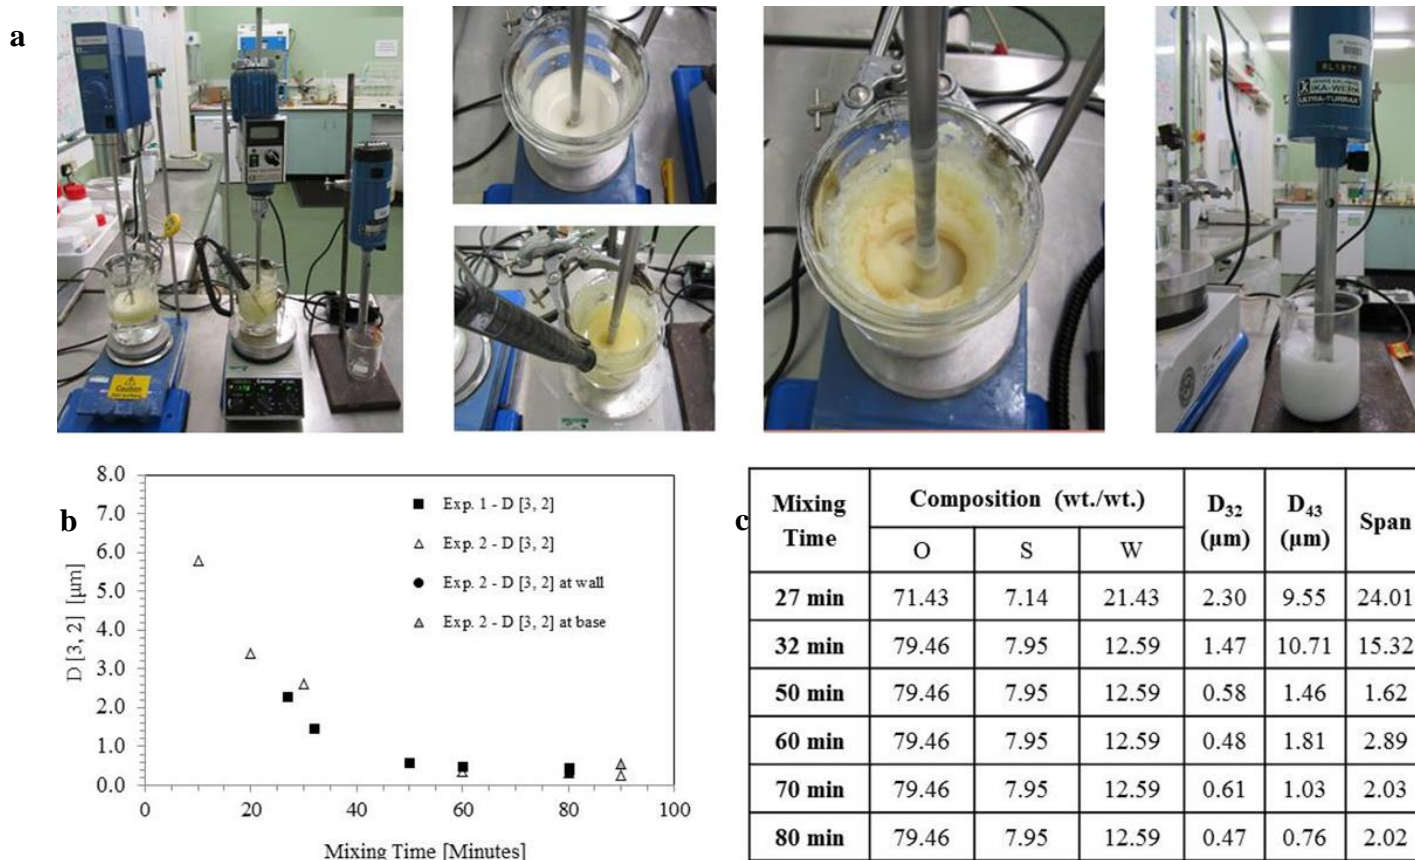 a
Caution
EL1877
IKA-WERK
ULTRA-TURRAX
b
8.0
7.0
6.0
5.0
4.0
3.0
2.0
1.0
0.0
D [3, 2] [μm]
0 20 40 60 80 100
Mixing Time [Minutes]
Exp. 1 - D [3, 2]
Exp. 2 - D [3, 2]
Exp. 2 - D [3, 2] at wall
Exp. 2 - D [3, 2] at base
c
Mixing Time Composition (wt./wt.) D32 (μm) D43 (μm) Span
O S W
27 min 71.43 7.14 21.43 2.30 9.55 24.01
32 min 79.46 7.95 12.59 1.47 10.71 15.32
50 min 79.46 7.95 12.59 0.58 1.46 1.62
60 min 79.46 7.95 12.59 0.48 1.81 2.89
70 min 79.46 7.95 12.59 0.61 1.03 2.03
80 min 79.46 7.95 12.59 0.47 0.76 2.02